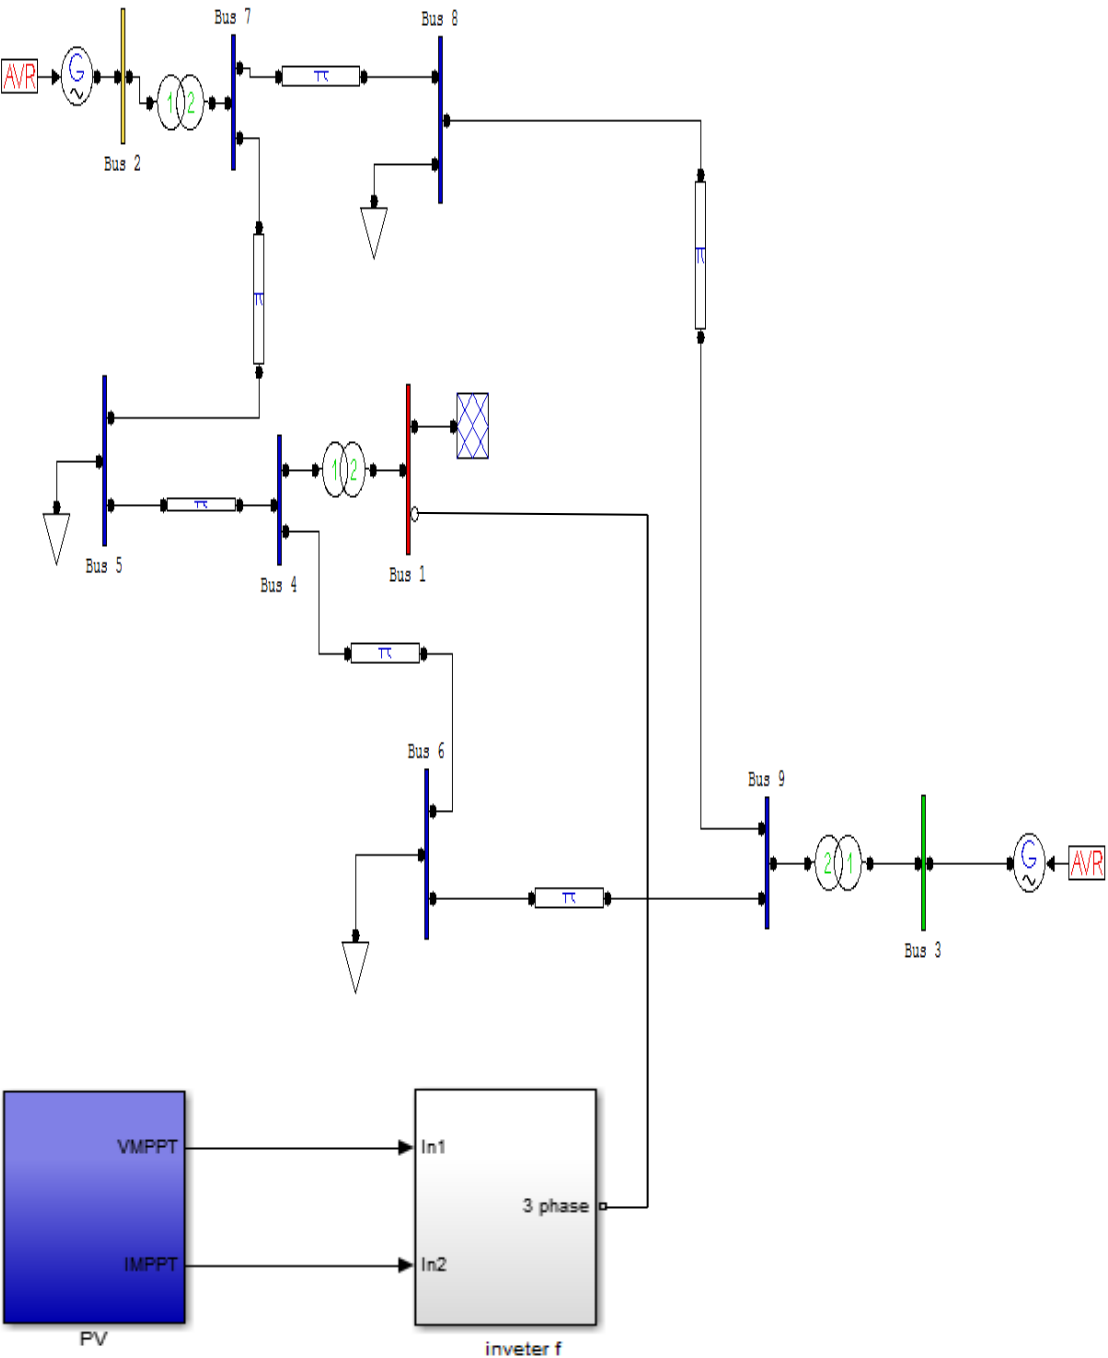 Bus 7
Bus 8
AVR
G
1 2
π
Bus 2
π
π
1 2
π
Bus 5
Bus 4
Bus 1
π
Bus 6
Bus 9
2 1
G
AVR
π
Bus 3
VMPPT
In1
3 phase
IMPPT
In2
PV
inveter f